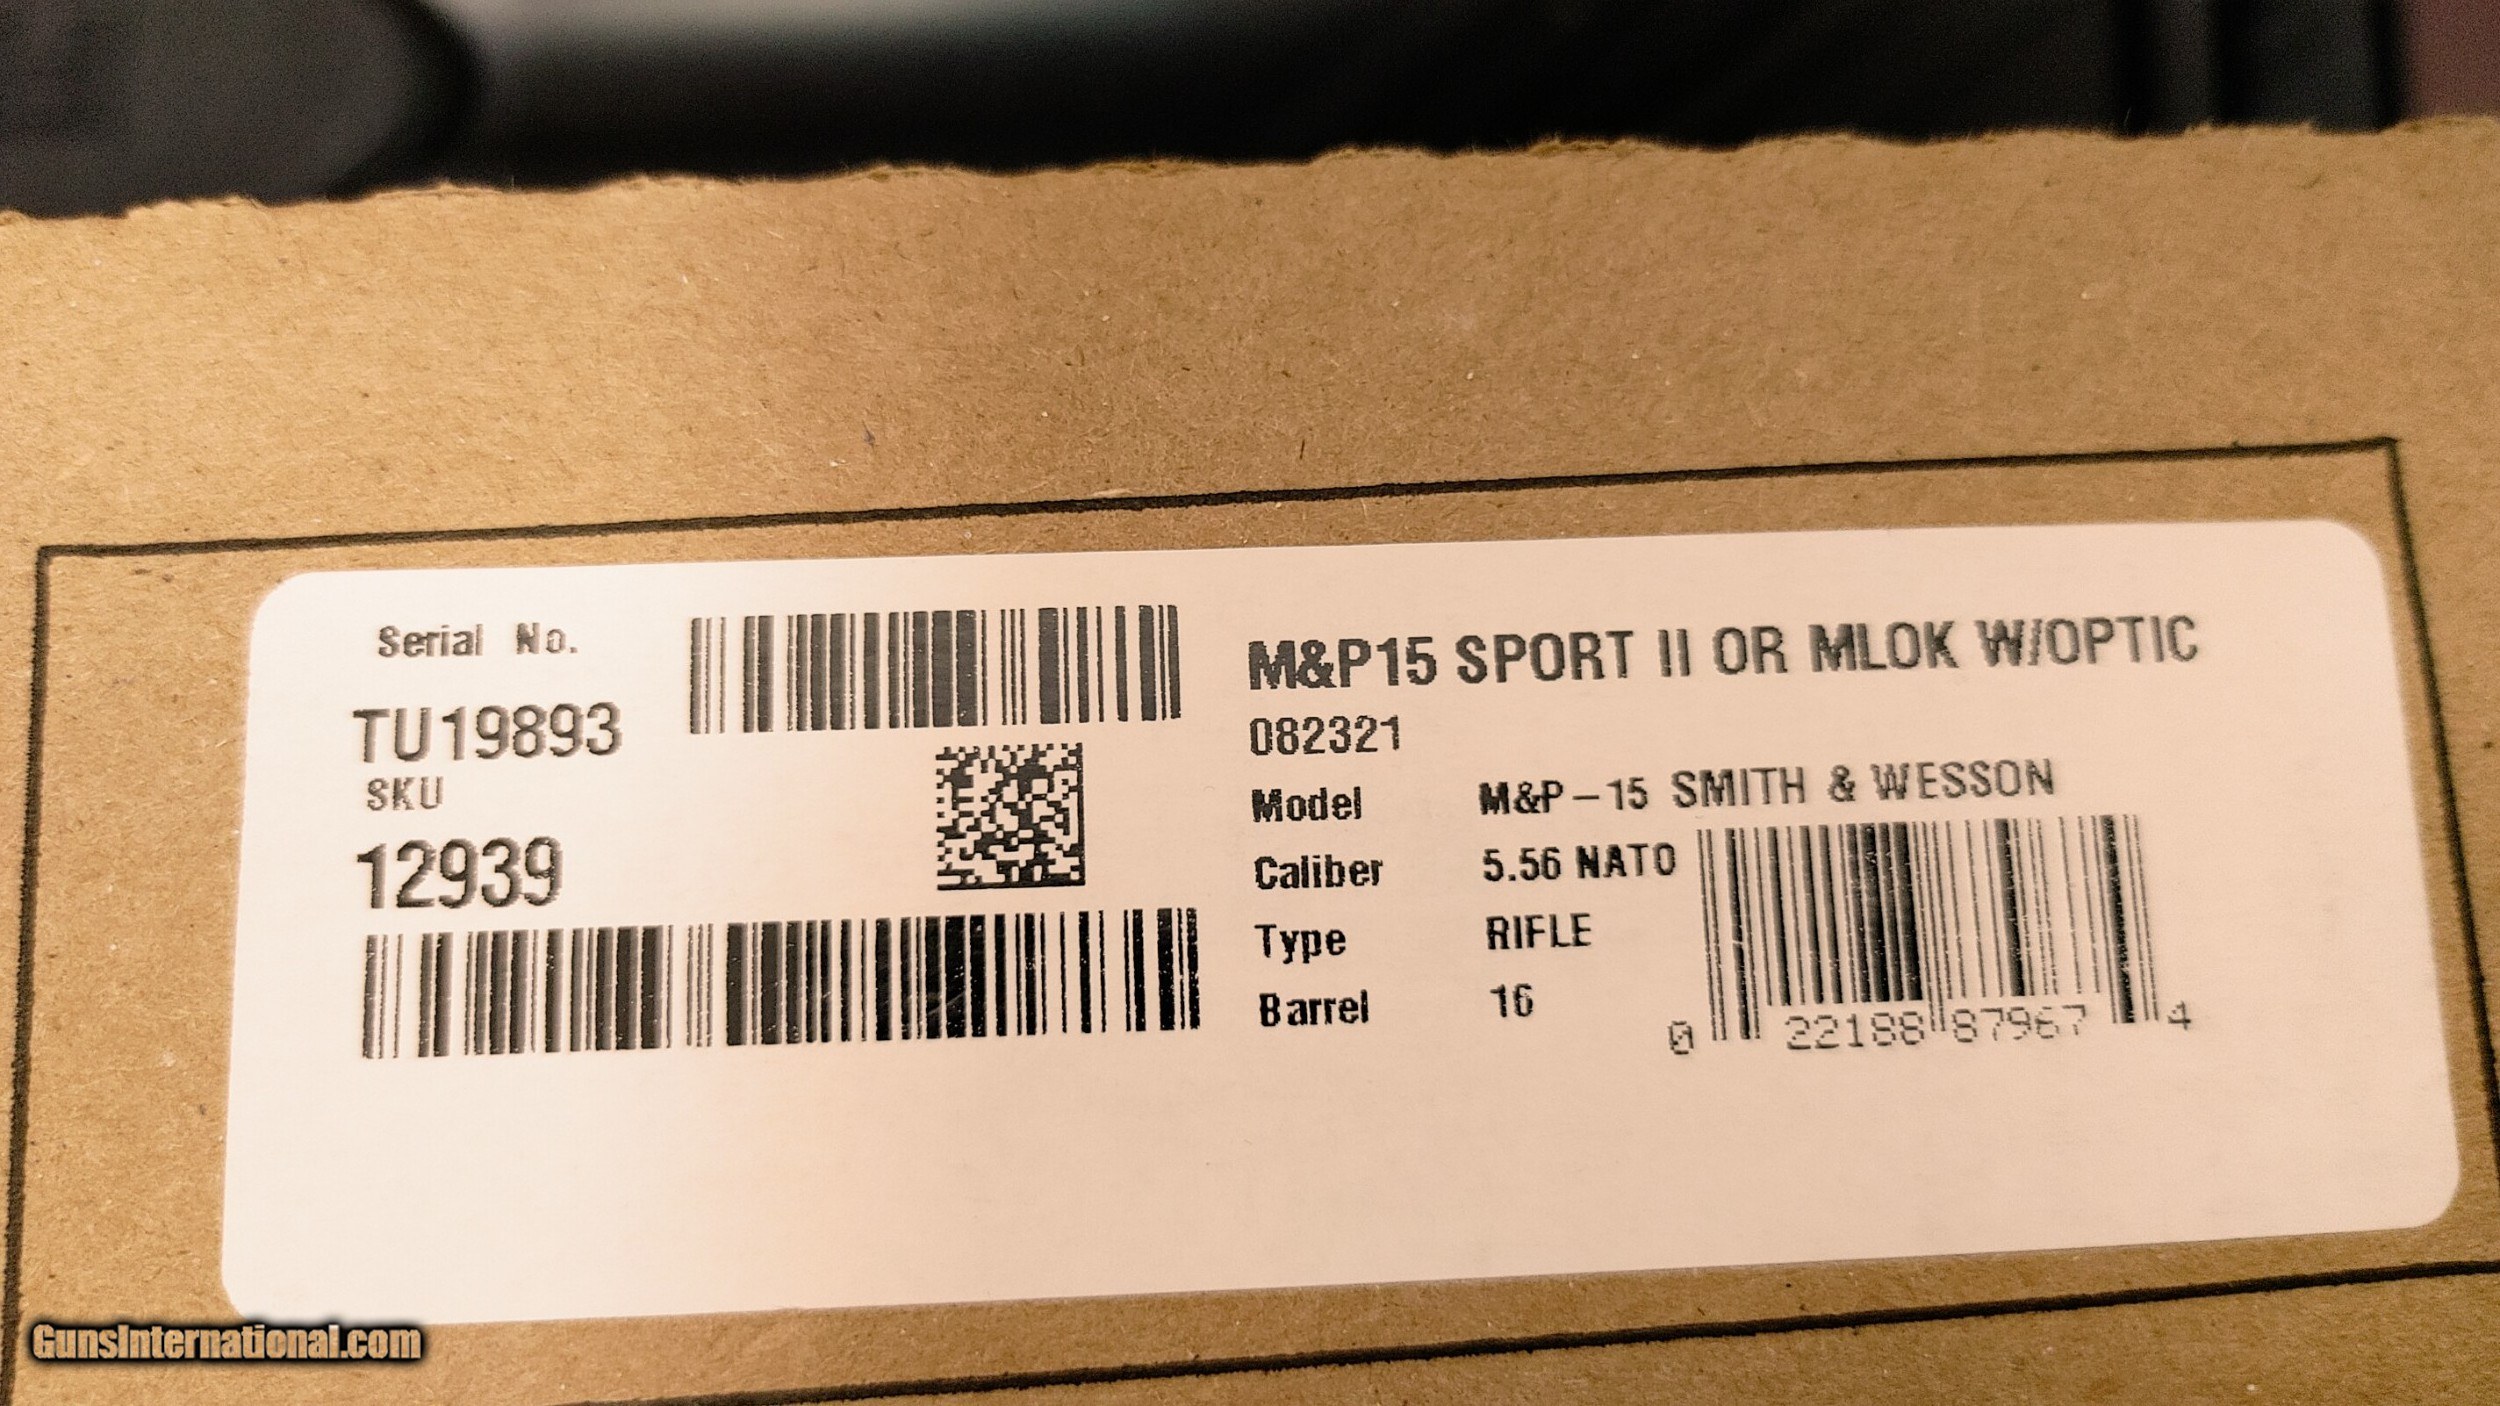 Serial No.
TU19893
SKU
12939
M&P15 SPORT II OR MLOK W/OPTIC
082321
Model M&P-15 SMITH & WESSON
Caliber 5.56 NATO
Type RIFLE
Barrel 16
0 22188 87967 4
GunsInternational.com